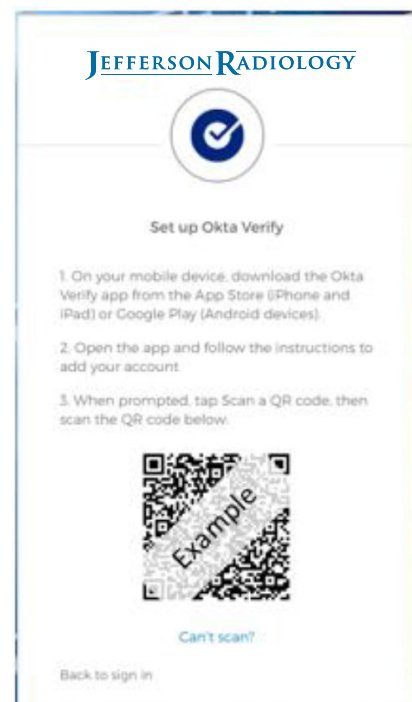 JEFFERSON RADIOLOGY
Set up Okta Verify
1. On your mobile device, download the Okta
Verify app from the App Store (iPhone and
iPad) or Google Play (Android devices).
2. Open the app and follow the instructions to
add your account
3. When prompted, tap Scan a QR code, then
scan the QR code below.
Example
Can't scan?
Back to sign in